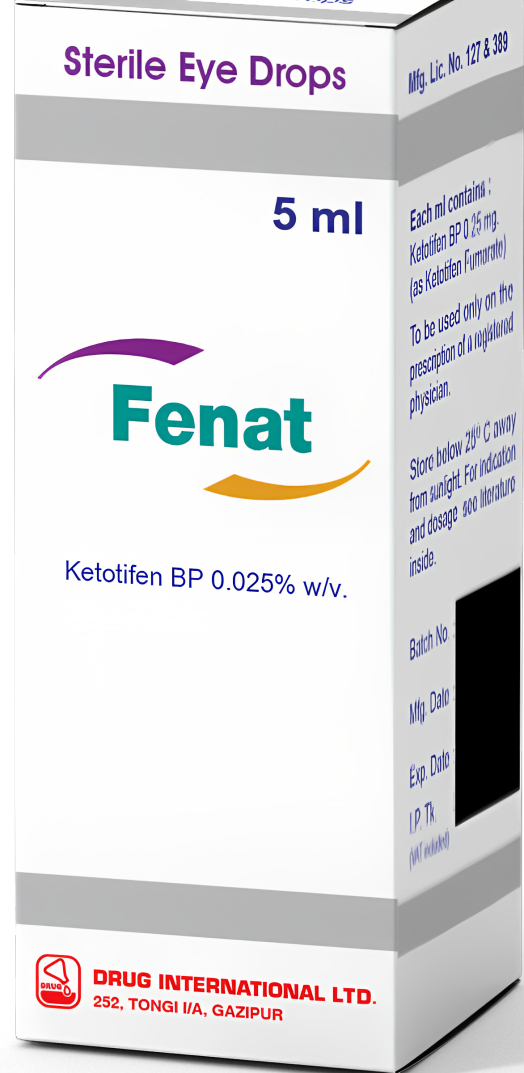 Sterile Eye Drops
5 ml
Fenat
Ketotifen BP 0.025% w/v.
DRUG
DRUG INTERNATIONAL LTD.
252, TONGI I/A, GAZIPUR
Mfg. Lic. No. 127 & 389
Each ml contains :
Ketotifen BP 0.25 mg.
(as Ketotifen Fumarate)
To be used only on the
prescription of a registered
physician.
Store below C away
from sunlight. For indication
and dosage see literature
inside.
Batch No. :
Mfg. Date :
Exp. Date :
I.P. Tk.
(VAT included)